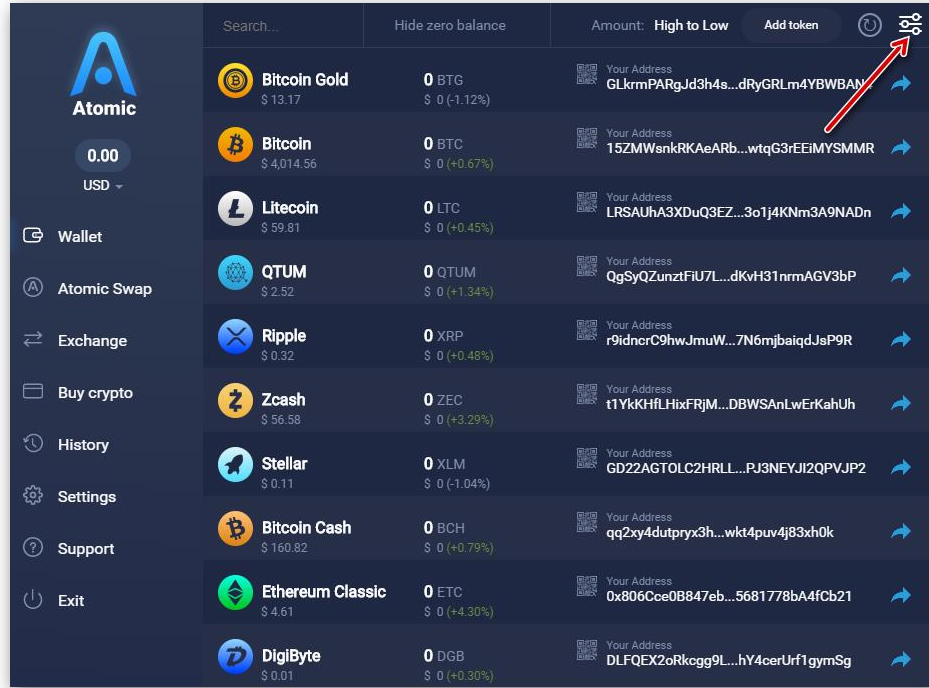 Atomic
0.00
USD
Wallet
Atomic Swap
Exchange
Buy crypto
History
Settings
Support
Exit
Search... Hide zero balance Amount: High to Low Add token
Bitcoin Gold 0 BTG Your Address
$ 13.17 $ 0 (-1.12%) GLkrmPARgJd3h4s...dRyGRLm4YBWBAN
Bitcoin 0 BTC Your Address
$ 4,014.56 $ 0 (+0.67%) 15ZMWsnkRKAeARb...wtqG3rEEiMYSMMR
Litecoin 0 LTC Your Address
$ 59.81 $ 0 (+0.45%) LRSAUhA3XDuQ3EZ...3o1j4KNm3A9NADn
QTUM 0 QTUM Your Address
$ 2.52 $ 0 (+1.34%) QgSyQZunztFiU7L...dKvH31nrmAGV3bP
Ripple 0 XRP Your Address
$ 0.32 $ 0 (+0.48%) r9idncrC9hwJmuW...7N6mjbaiqdJsP9R
Zcash 0 ZEC Your Address
$ 56.58 $ 0 (+3.29%) t1YkKHfLHixFRjM...DBWSAnLwErKahUh
Stellar 0 XLM Your Address
$ 0.11 $ 0 (-1.04%) GD22AGTOLC2HRLL...PJ3NEYJI2QPVJP2
Bitcoin Cash 0 BCH Your Address
$ 160.82 $ 0 (+0.79%) qq2xy4dutpryx3h...wkt4puv4j83xh0k
Ethereum Classic 0 ETC Your Address
$ 4.61 $ 0 (+4.30%) 0x806Cce0B847eb...5681778bA4fCb21
DigiByte 0 DGB Your Address
$ 0.01 $ 0 (+0.30%) DLFQEX2oRkcgg9L...hY4cerUrf1gymSg